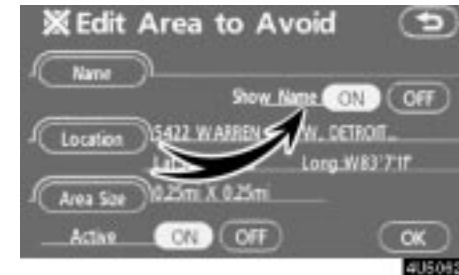 Edit Area to Avoid
Name
Show Name ON OFF
Location 5422 WARREN W, DETROIT
Long W83°7'1"
Area Size 0.25mi X 0.25mi
Active ON OFF OK